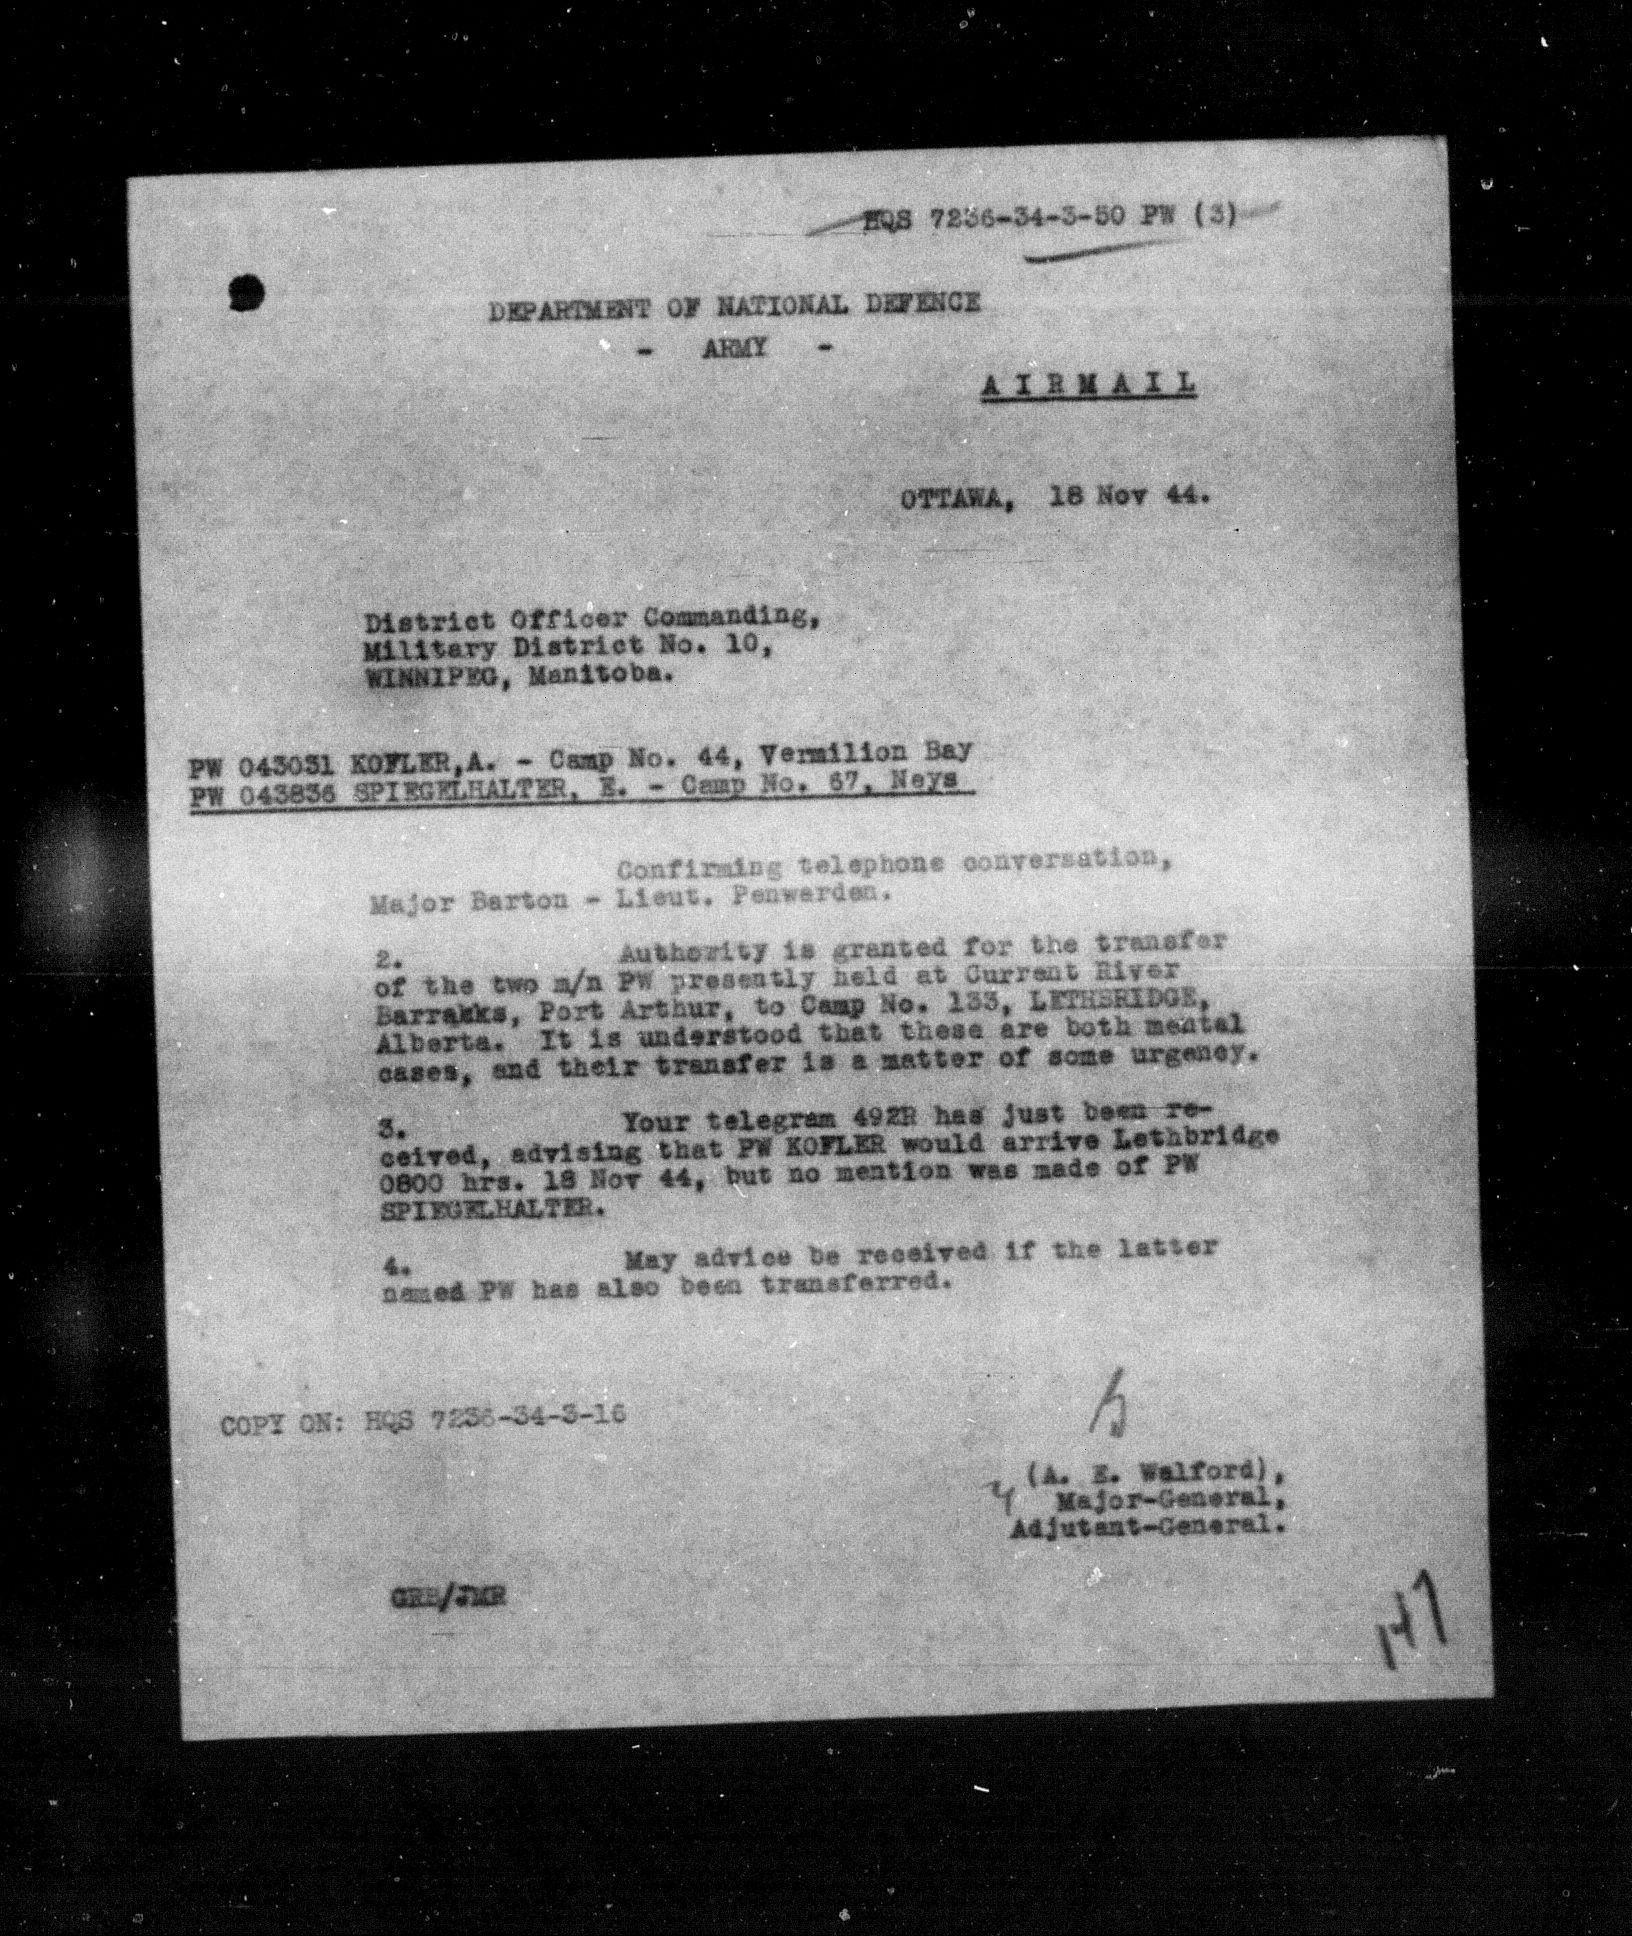 HQS 7236-34-3-50 PW (3)
DEPARTMENT OF NATIONAL DEFENCE
- ARMY -
A I R M A I L
OTTAWA, 18 Nov 44.
District Officer Commanding,
Military District No. 10,
WINNIPEG, Manitoba.
PW 043031 KOFLER,A. - Camp No. 44, Vermilion Bay
PW 043836 SPIEGELHALTER, E. - Camp No. 67, Neys
Confirming telephone conversation,
Major Barton - Lieut. Penwarden.
2. Authority is granted for the transfer
of the two m/n PW presently held at Current River
Barrakks, Port Arthur, to Camp No. 133, LETHBRIDGE,
Alberta. It is understood that these are both mental
cases, and their transfer is a matter of some urgency.
3. Your telegram 492R has just been re-
ceived, advising that PW KOFLER would arrive Lethbridge
0800 hrs. 18 Nov 44, but no mention was made of PW
SPIEGELHALTER.
4. May advice be received if the latter
named PW has also been transferred.
COPY ON: HQS 7236-34-3-16
(A. E. Walford),
Major-General,
Adjutant-General.
GRB/JMR
147